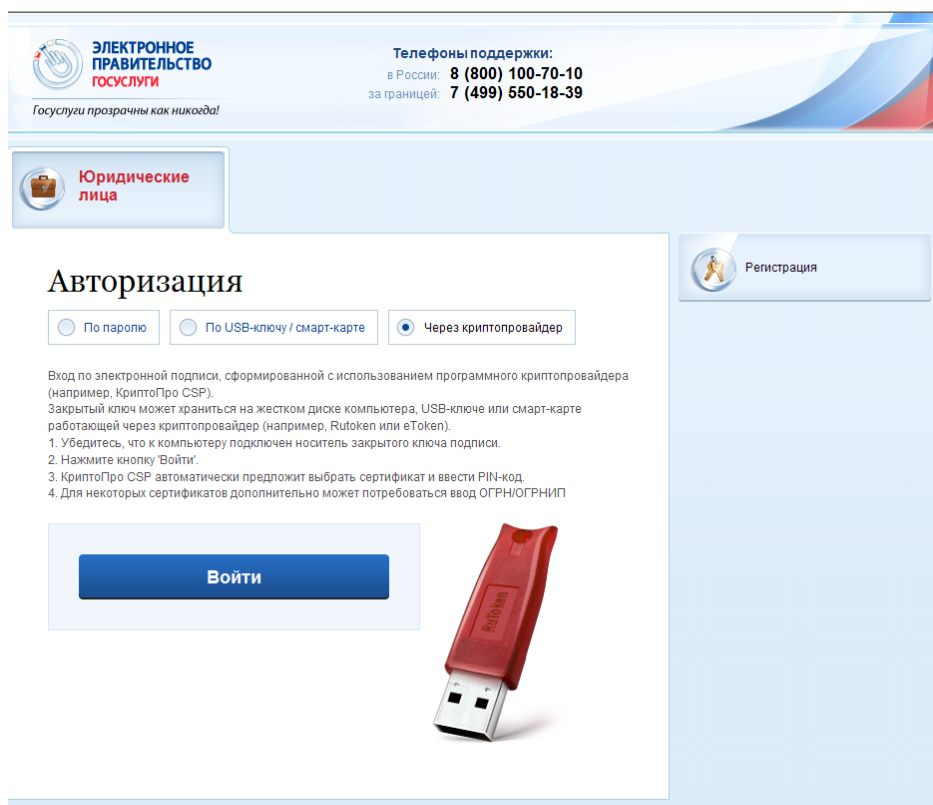 ЭЛЕКТРОННОЕ
ПРАВИТЕЛЬСТВО
ГОСУСЛУГИ
Госуслуги прозрачны как никогда!
Телефоны поддержки:
в России: 8 (800) 100-70-10
за границей: 7 (499) 550-18-39
Юридические
лица
Регистрация
Авторизация
По паролю
По USB-ключу / смарт-карте
Через криптопровайдер
Вход по электронной подписи, сформированной с использованием программного криптопровайдера
(например, КриптоПро CSP).
Закрытый ключ может храниться на жестком диске компьютера, USB-ключе или смарт-карте
работающей через криптопровайдер (например, Rutoken или eToken).
1. Убедитесь, что к компьютеру подключен носитель закрытого ключа подписи.
2. Нажмите кнопку 'Войти'.
3. КриптоПро CSP автоматически предложит выбрать сертификат и ввести PIN-код.
4. Для некоторых сертификатов дополнительно может потребоваться ввод ОГРН/ОГРНИП
Войти
RuToken